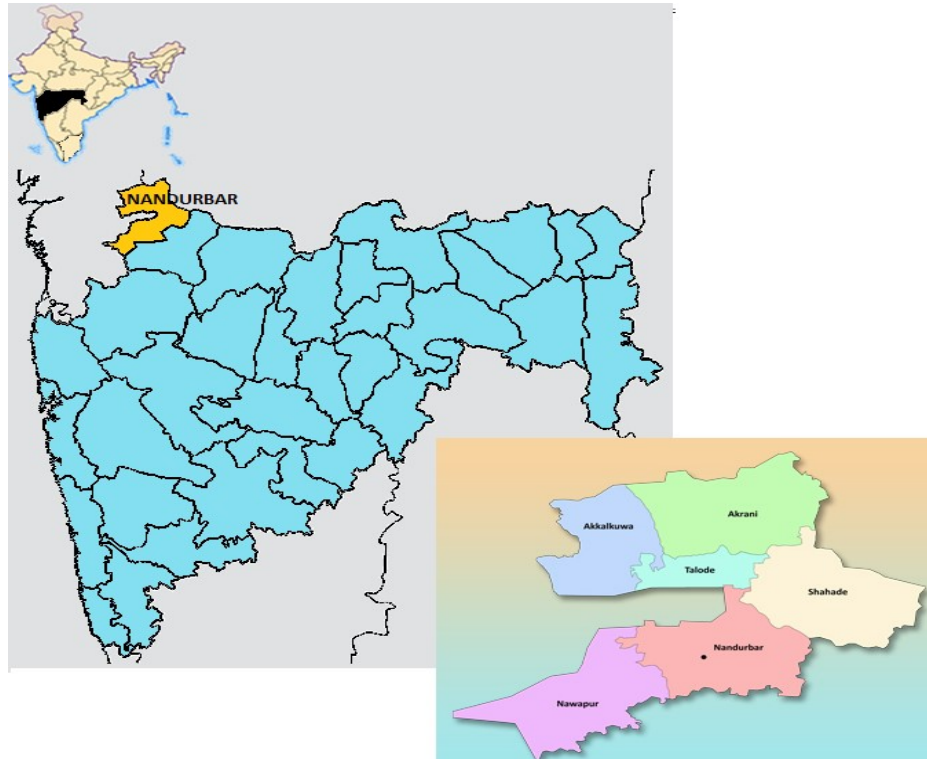 NANDURBAR
Akrani
Akkalkuwa
Talode
Shahade
Nandurbar
Nawapur